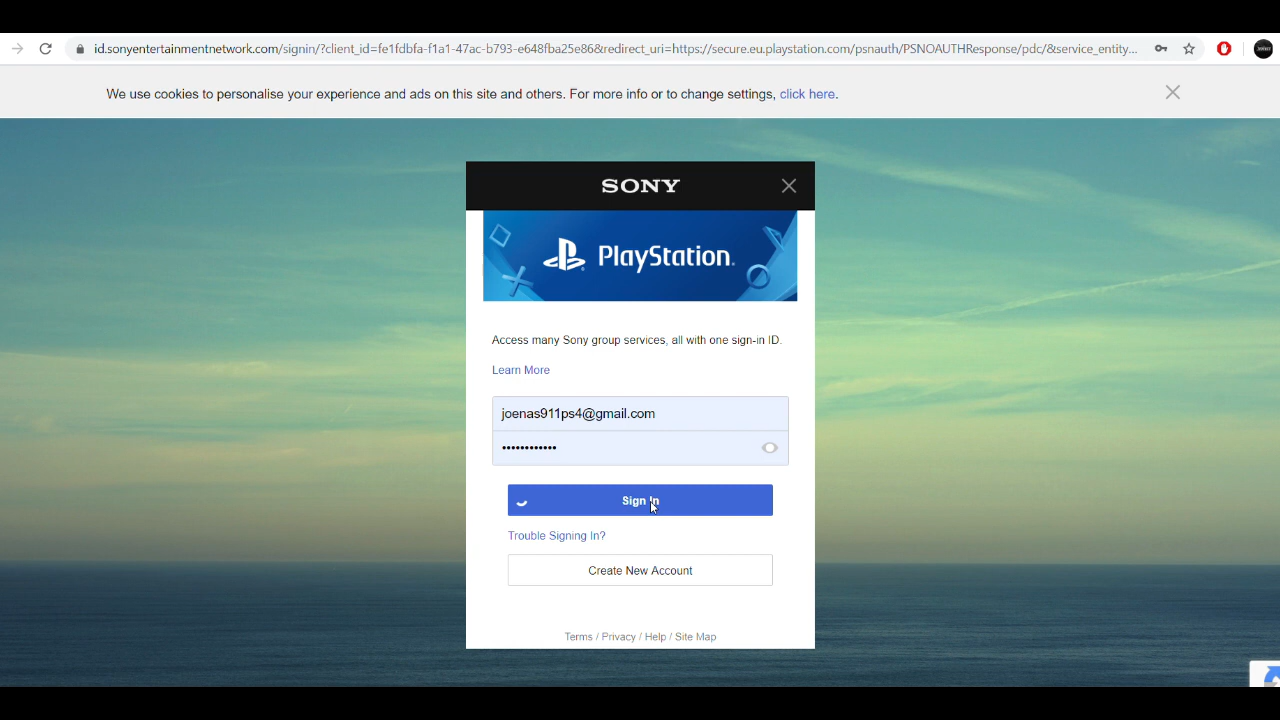 id.sonyentertainmentnetwork.com/signin/?client_id=fe1fdbfa-f1a1-47ac-b793-e648fba25e86&redirect_uri=https://secure.eu.playstation.com/psnauth/PSNOAUTHResponse/pdc/&service_entity...
We use cookies to personalise your experience and ads on this site and others. For more info or to change settings, click here.
SONY
PlayStation.
Access many Sony group services, all with one sign-in ID.
Learn More
joenas911ps4@gmail.com
••••••••••••
Sign In
Trouble Signing In?
Create New Account
Terms / Privacy / Help / Site Map